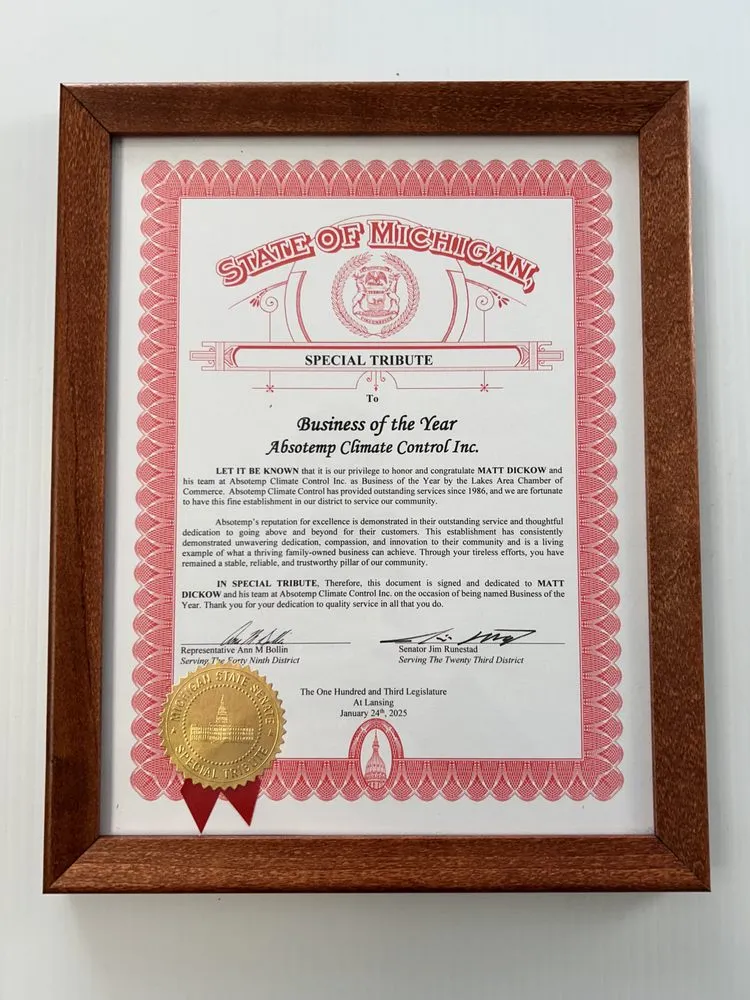 STATE OF MICHIGAN,
SPECIAL TRIBUTE
To
Business of the Year
Absotemp Climate Control Inc.
LET IT BE KNOWN that it is our privilege to honor and congratulate MATT DICKOW and
his team at Absotemp Climate Control Inc. as Business of the Year by the Lakes Area Chamber of
Commerce. Absotemp Climate Control has provided outstanding services since 1986, and we are fortunate
to have this fine establishment in our district to service our community.
Absotemp's reputation for excellence is demonstrated in their outstanding service and thoughtful
dedication to going above and beyond for their customers. This establishment has consistently
demonstrated unwavering dedication, compassion, and innovation to their community and is a living
example of what a thriving family-owned business can achieve. Through your tireless efforts, you have
remained a stable, reliable, and trustworthy pillar of our community.
IN SPECIAL TRIBUTE, Therefore, this document is signed and dedicated to MATT
DICKOW and his team at Absotemp Climate Control Inc. on the occasion of being named Business of the
Year. Thank you for your dedication to quality service in all that you do.
Representative Ann M Bollin
Serving The Forty Ninth District
Senator Jim Runestad
Serving The Twenty Third District
The One Hundred and Third Legislature
At Lansing
January 24th, 2025
MICHIGAN STATE SENATE
SPECIAL TRIBUTE